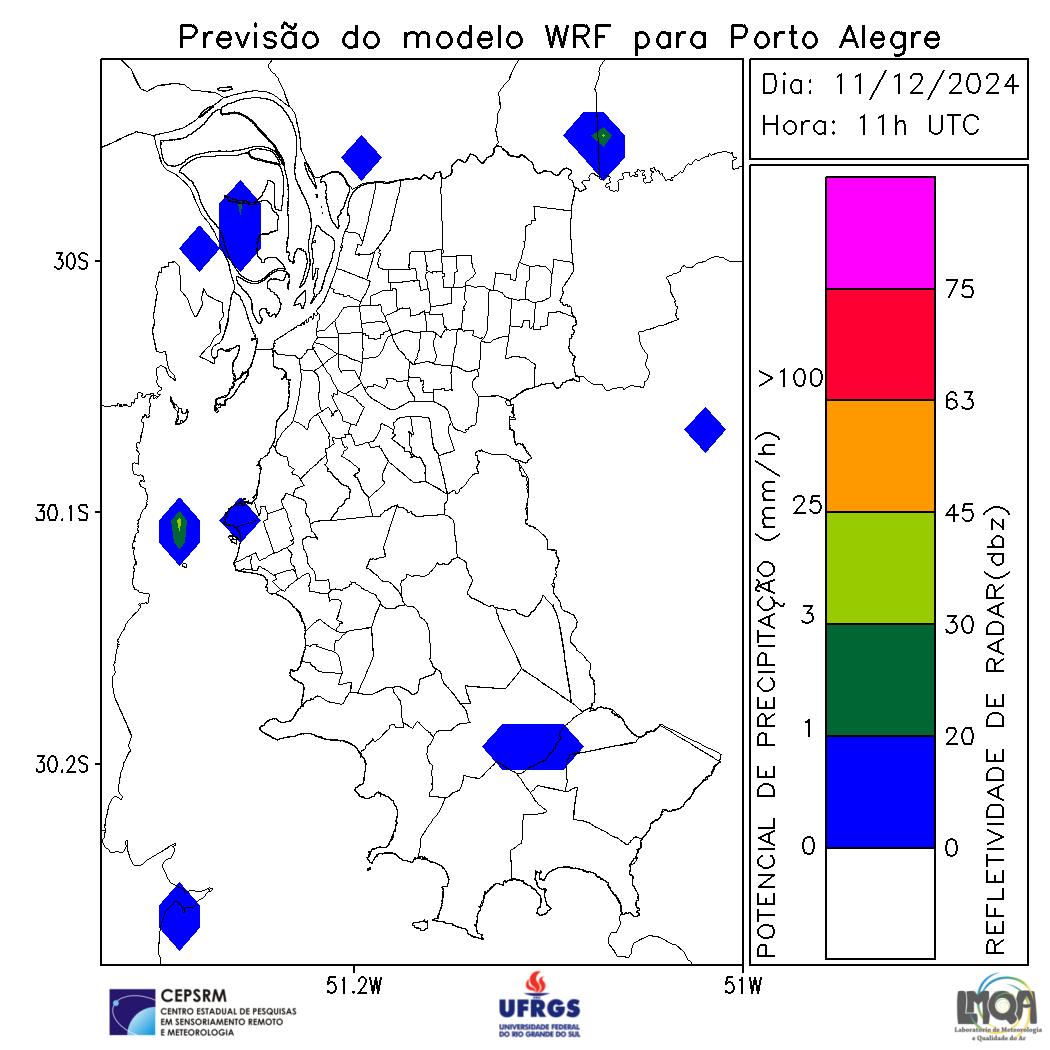 Previsão do modelo WRF para Porto Alegre
Dia: 11/12/2024
Hora: 11h UTC
30S
30.1S
30.2S
51.2W
51W
POTENCIAL DE PRECIPITAÇÃO (mm/h)
>100
25
3
1
0
75
63
45
30
20
0
REFLETIVIDADE DE RADAR(dbz)
CEPSRM
CENTRO ESTADUAL DE PESQUISAS
EM SENSORIAMENTO REMOTO
E METEOROLOGIA
UFRGS
UNIVERSIDADE FEDERAL
DO RIO GRANDE DO SUL
LMQA
Laboratório de Meteorologia
e Qualidade do Ar